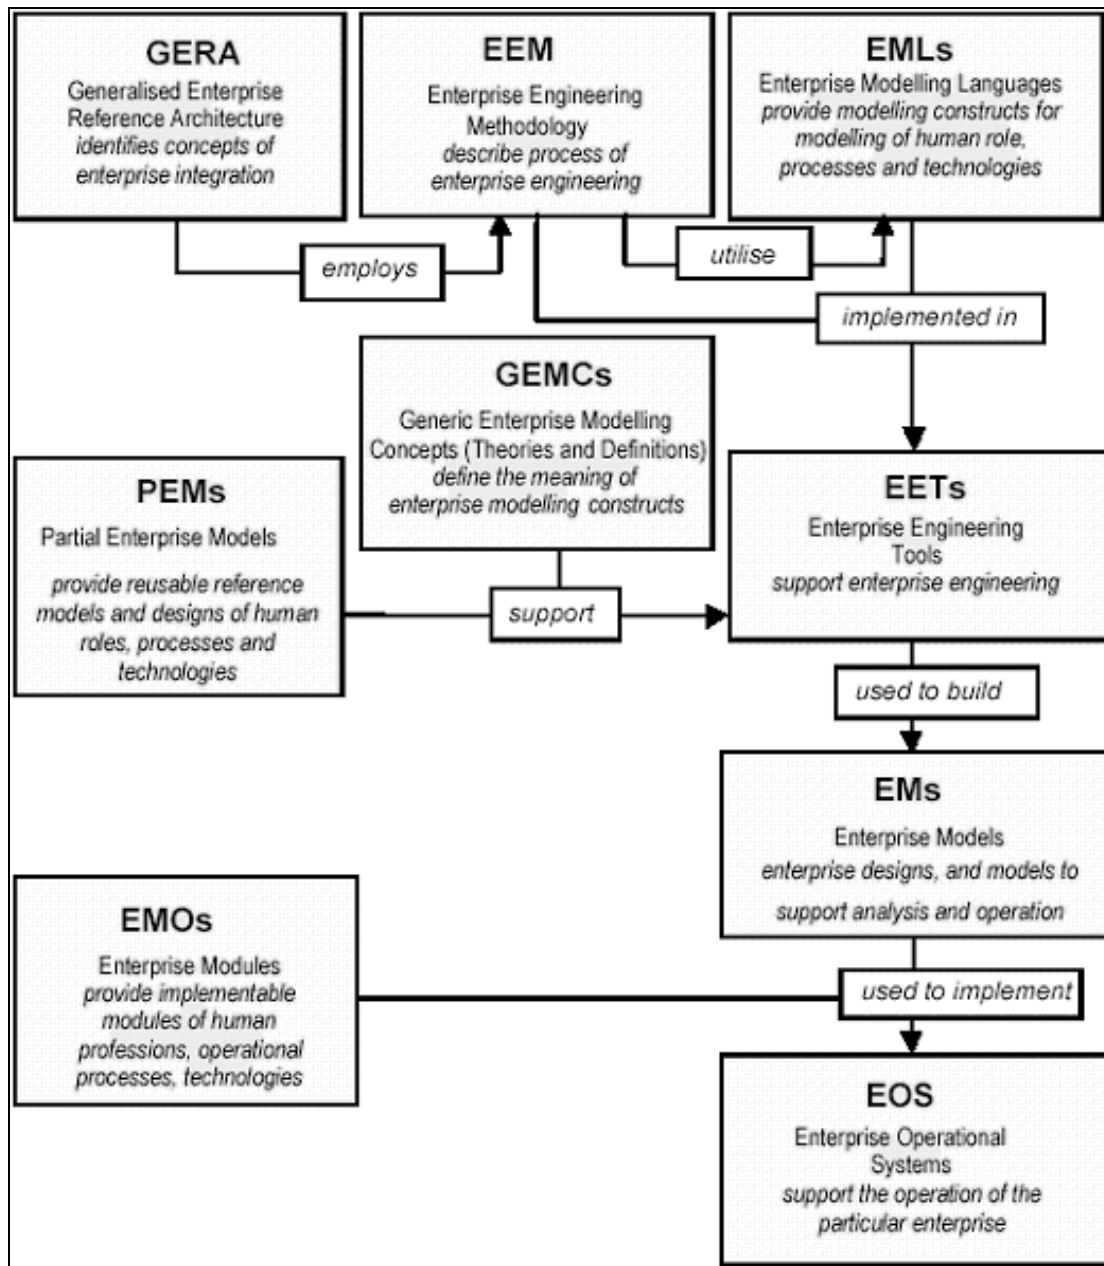 GERA
Generalised Enterprise
Reference Architecture
identifies concepts of
enterprise integration
EEM
Enterprise Engineering
Methodology
describe process of
enterprise engineering
EMLs
Enterprise Modelling Languages
provide modelling constructs for
modelling of human role,
processes and technologies
employs
utilise
implemented in
GEMCs
Generic Enterprise Modelling
Concepts (Theories and Definitions)
define the meaning of
enterprise modelling constructs
PEMs
Partial Enterprise Models
provide reusable reference
models and designs of human
roles, processes and
technologies
support
EETs
Enterprise Engineering
Tools
support enterprise engineering
used to build
EMs
Enterprise Models
enterprise designs, and models to
support analysis and operation
EMOs
Enterprise Modules
provide implementable
modules of human
professions, operational
processes, technologies
used to implement
EOS
Enterprise Operational
Systems
support the operation of the
particular enterprise